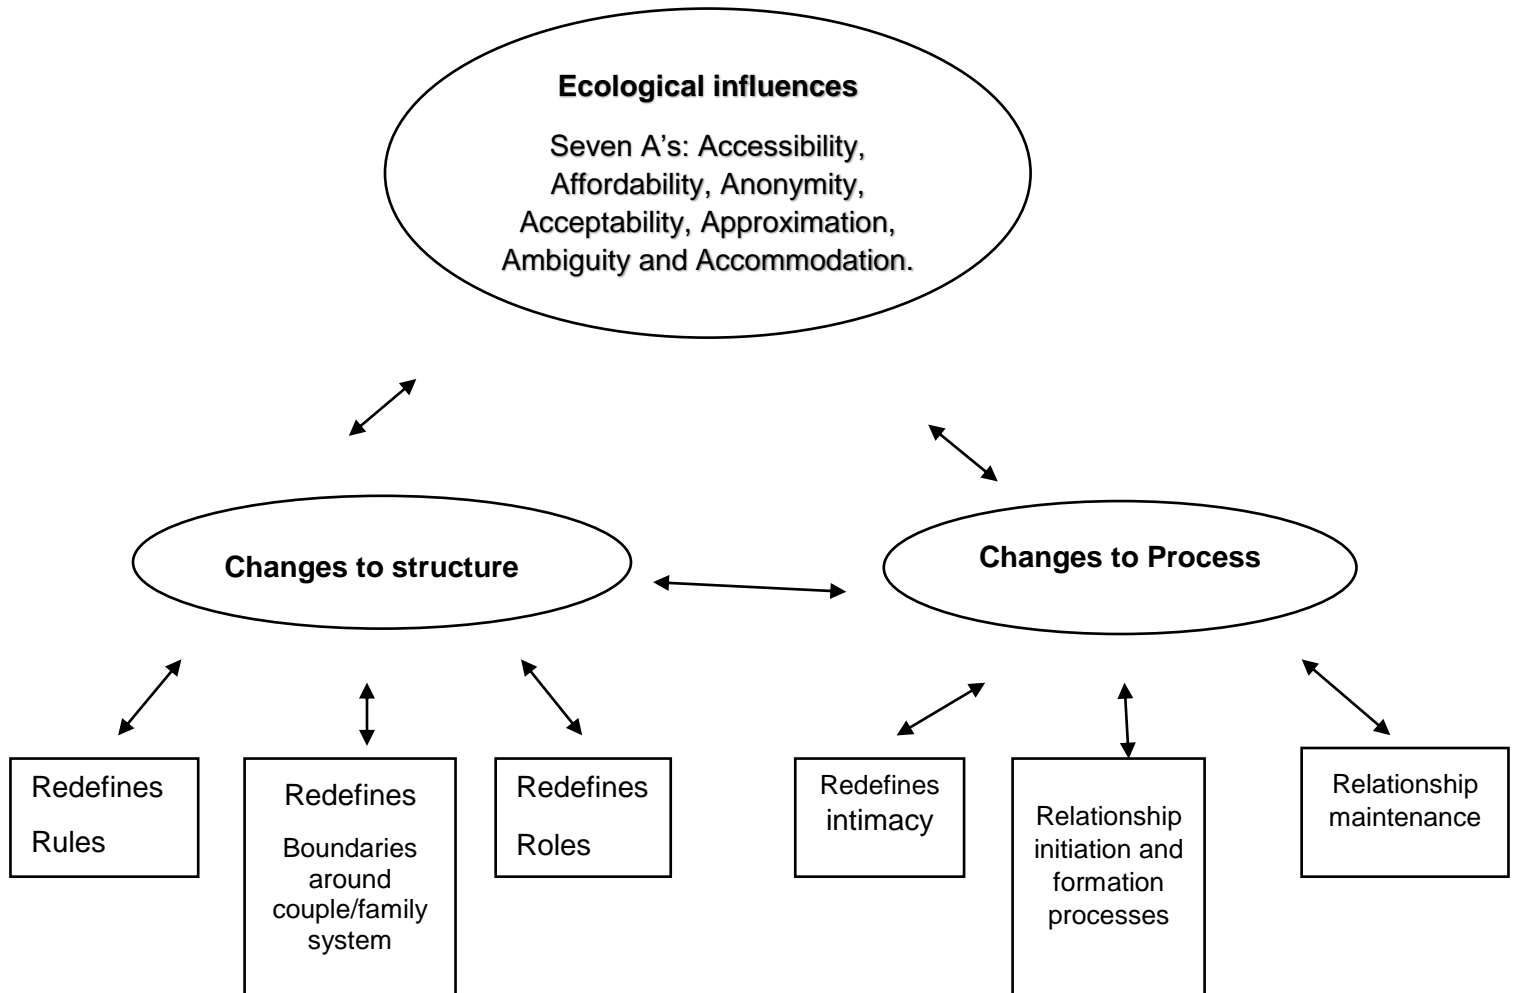 Ecological influences
Seven A’s: Accessibility,
Affordability, Anonymity,
Acceptability, Approximation,
Ambiguity and Accommodation.
Changes to structure
Changes to Process
Redefines
Rules
Redefines
Boundaries
around
couple/family
system
Redefines
Roles
Redefines
intimacy
Relationship
initiation and
formation
processes
Relationship
maintenance